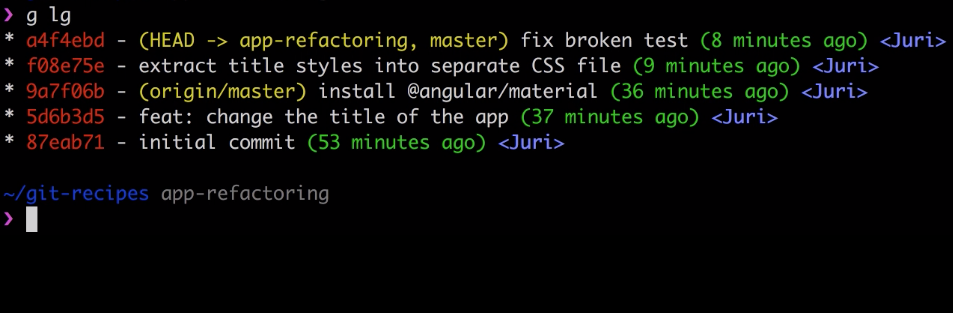 ❯ g lg
* a4f4ebd - (HEAD -> app-refactoring, master) fix broken test (8 minutes ago) <Juri>
* f08e75e - extract title styles into separate CSS file (9 minutes ago) <Juri>
* 9a7f06b - (origin/master) install @angular/material (36 minutes ago) <Juri>
* 5d6b3d5 - feat: change the title of the app (37 minutes ago) <Juri>
* 87eab71 - initial commit (53 minutes ago) <Juri>
~/git-recipes app-refactoring
❯